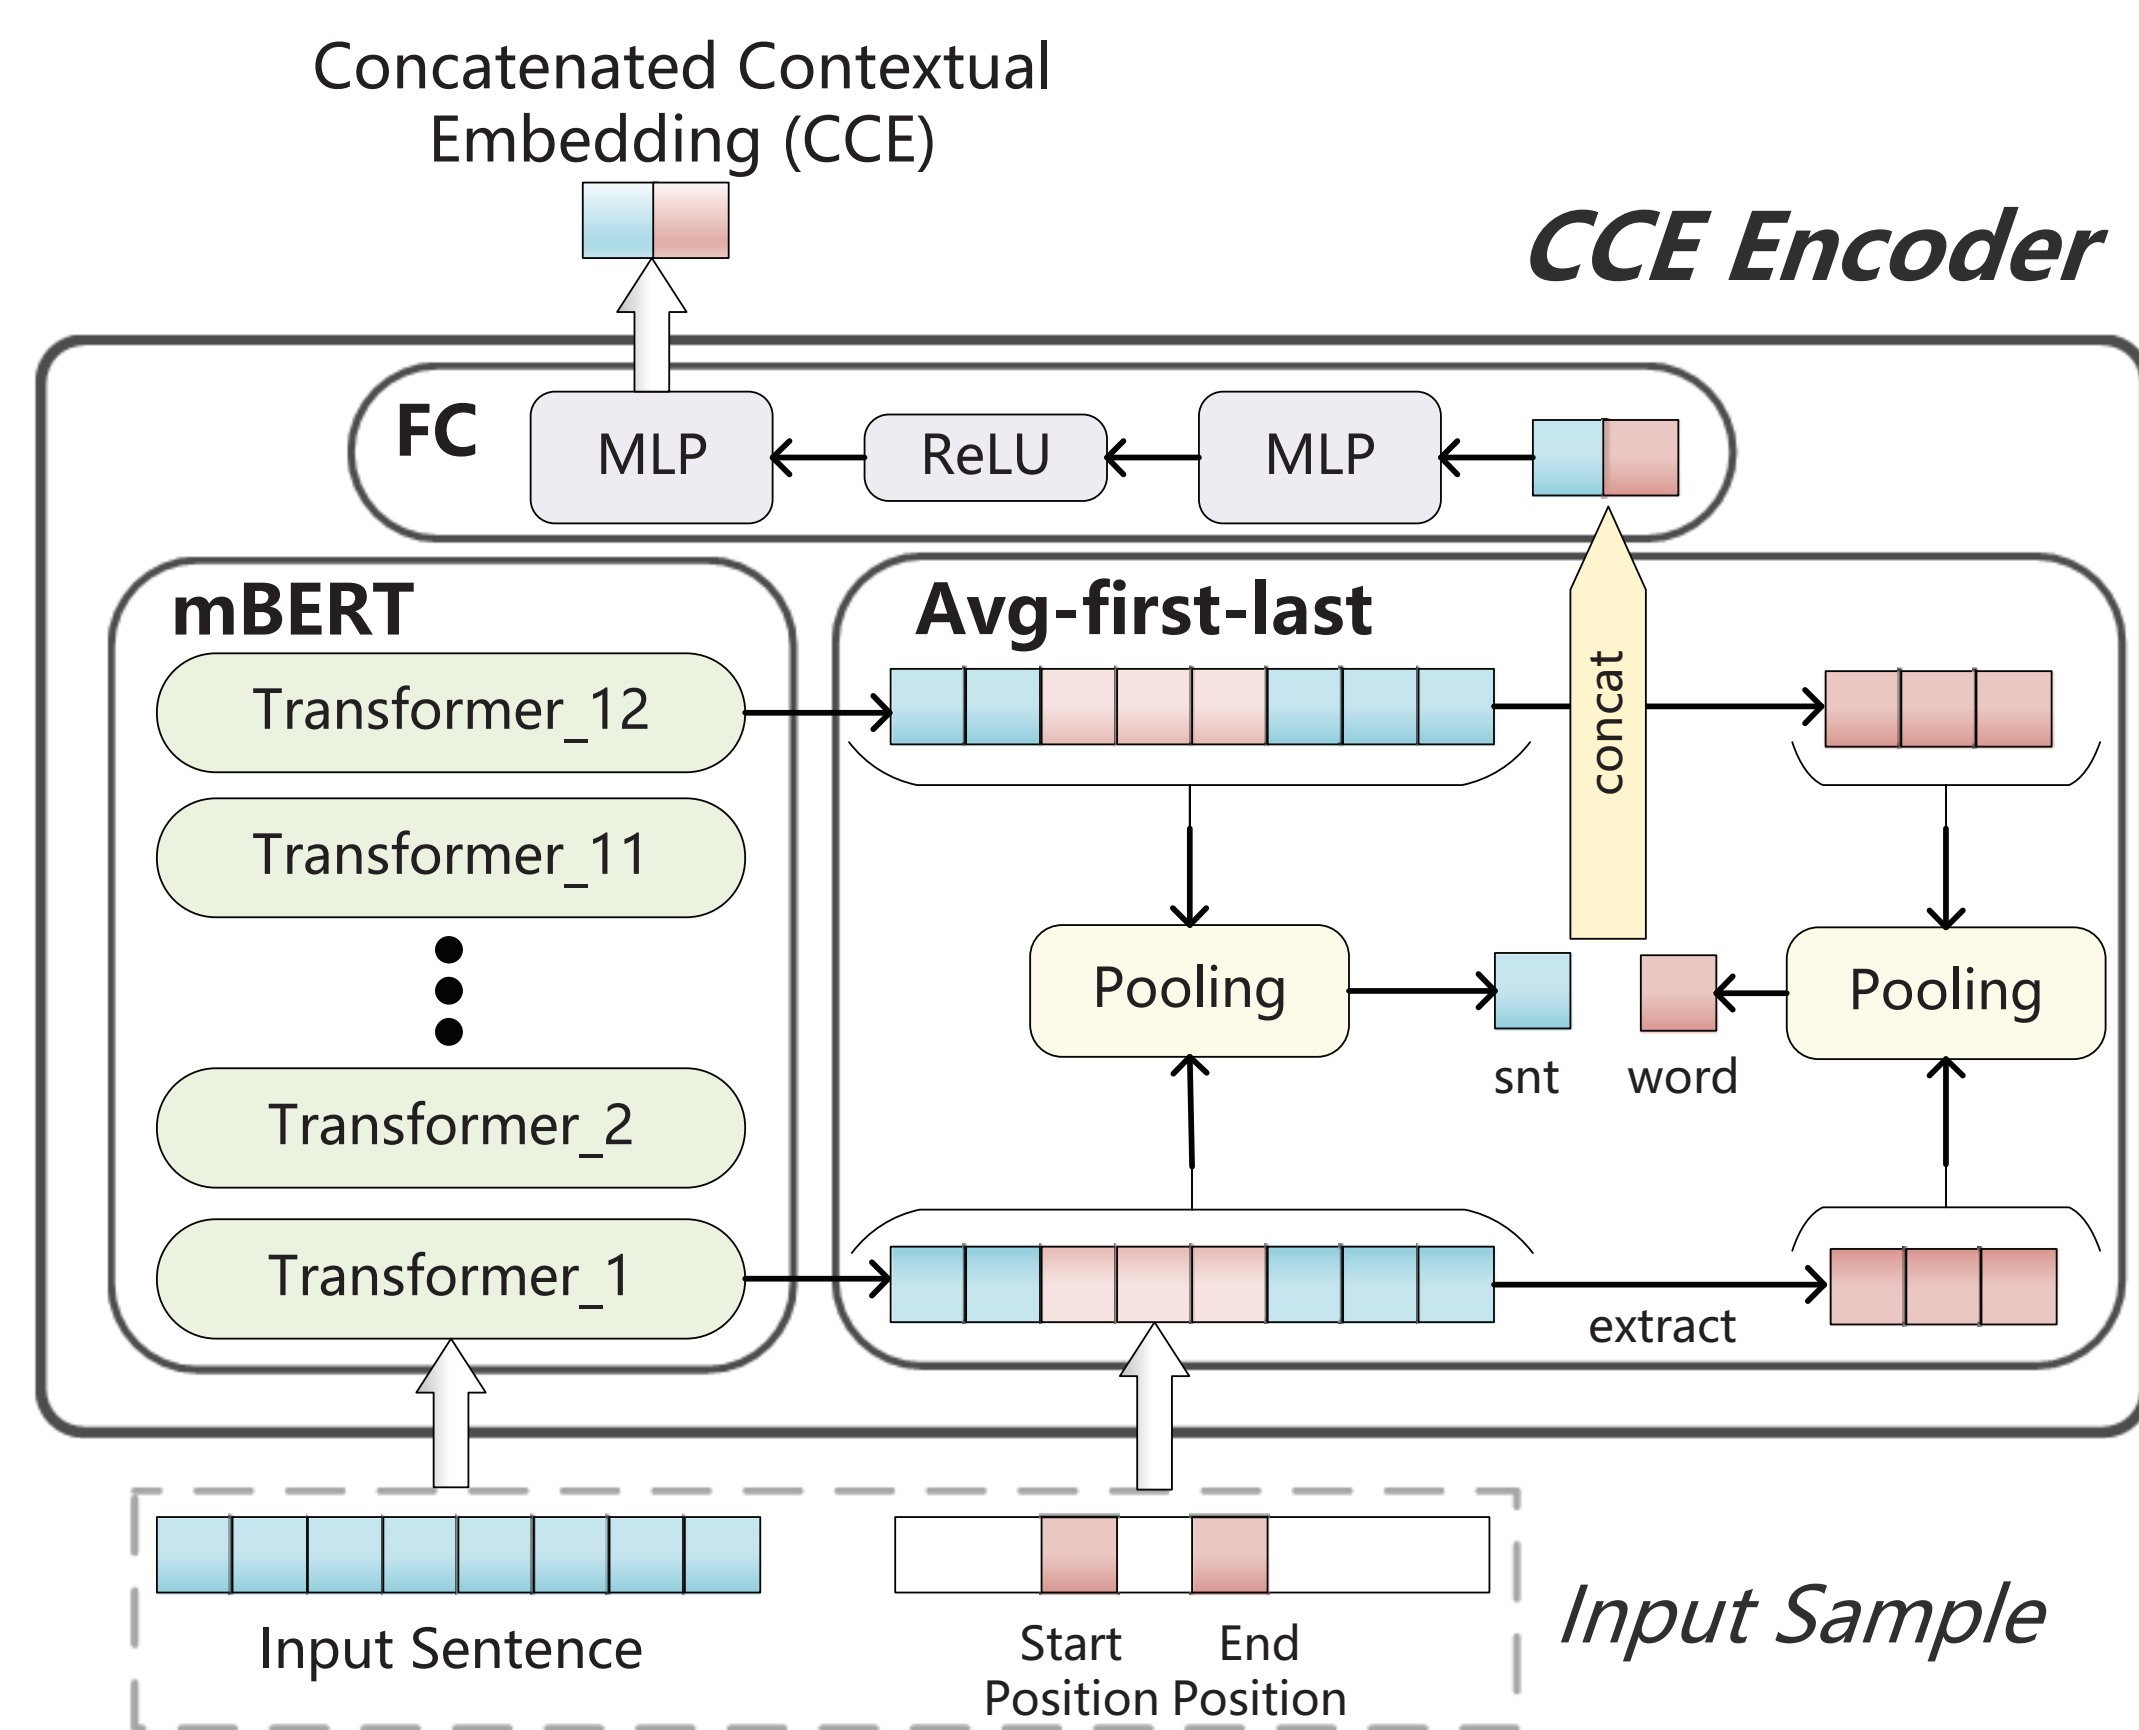 Concatenated Contextual
Embedding (CCE)
CCE Encoder
FC
MLP
ReLU
MLP
mBERT
Transformer_12
Transformer_11
Transformer_2
Transformer_1
Avg-first-last
concat
Pooling
snt
word
Pooling
extract
Input Sentence
Start
Position
End
Position
Input Sample